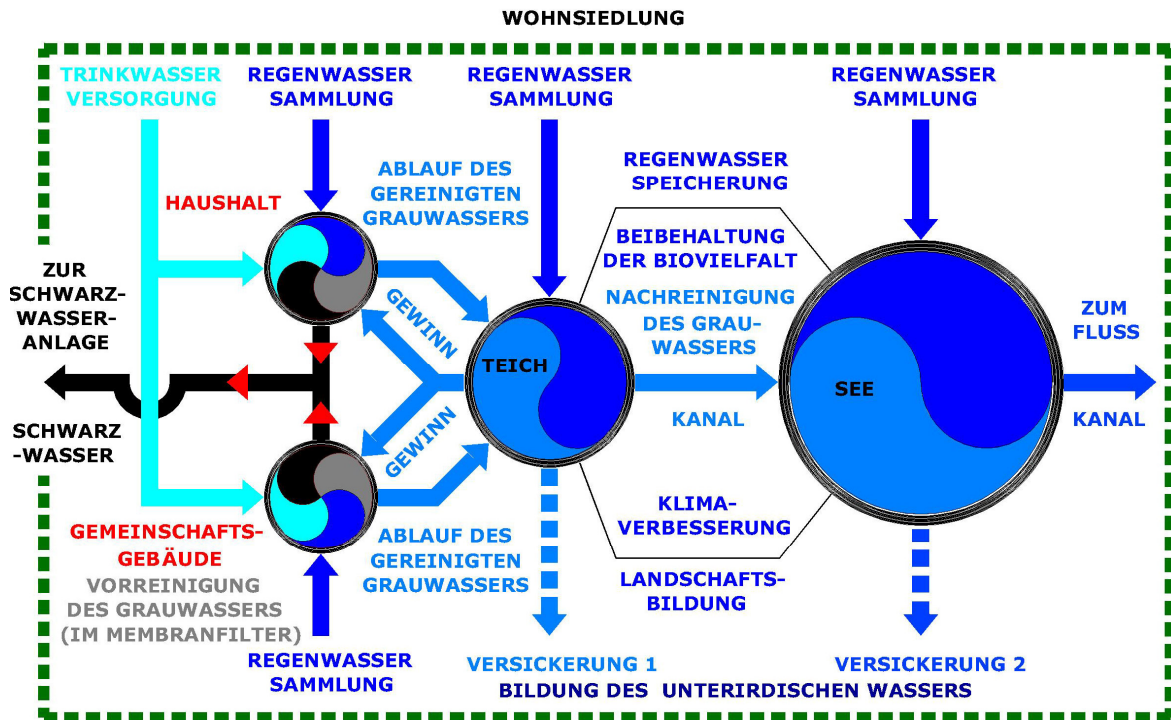 WOHNSIEDLUNG
TRINKWASSER
VERSORGUNG
REGENWASSER
SAMMLUNG
REGENWASSER
SAMMLUNG
REGENWASSER
SAMMLUNG
HAUSHALT
ABLAUF DES
GEREINIGTEN
GRAUWASSERS
REGENWASSER
SPEICHERUNG
BEIBEHALTUNG
DER BIOVIELFALT
ZUR
SCHWARZ-
WASSER-
ANLAGE
GEWINN
NACHREINIGUNG
DES GRAU-
WASSERS
ZUM
FLUSS
TEICH
SEE
KANAL
KANAL
SCHWARZ
-WASSER
GEWINN
GEMEINSCHAFTS-
GEBÄUDE
VORREINIGUNG
DES GRAUWASSERS
(IM MEMBRANFILTER)
ABLAUF DES
GEREINIGTEN
GRAUWASSERS
KLIMA-
VERBESSERUNG
LANDSCHAFTS-
BILDUNG
REGENWASSER
SAMMLUNG
VERSICKERUNG 1
VERSICKERUNG 2
BILDUNG DES UNTERIRDISCHEN WASSERS